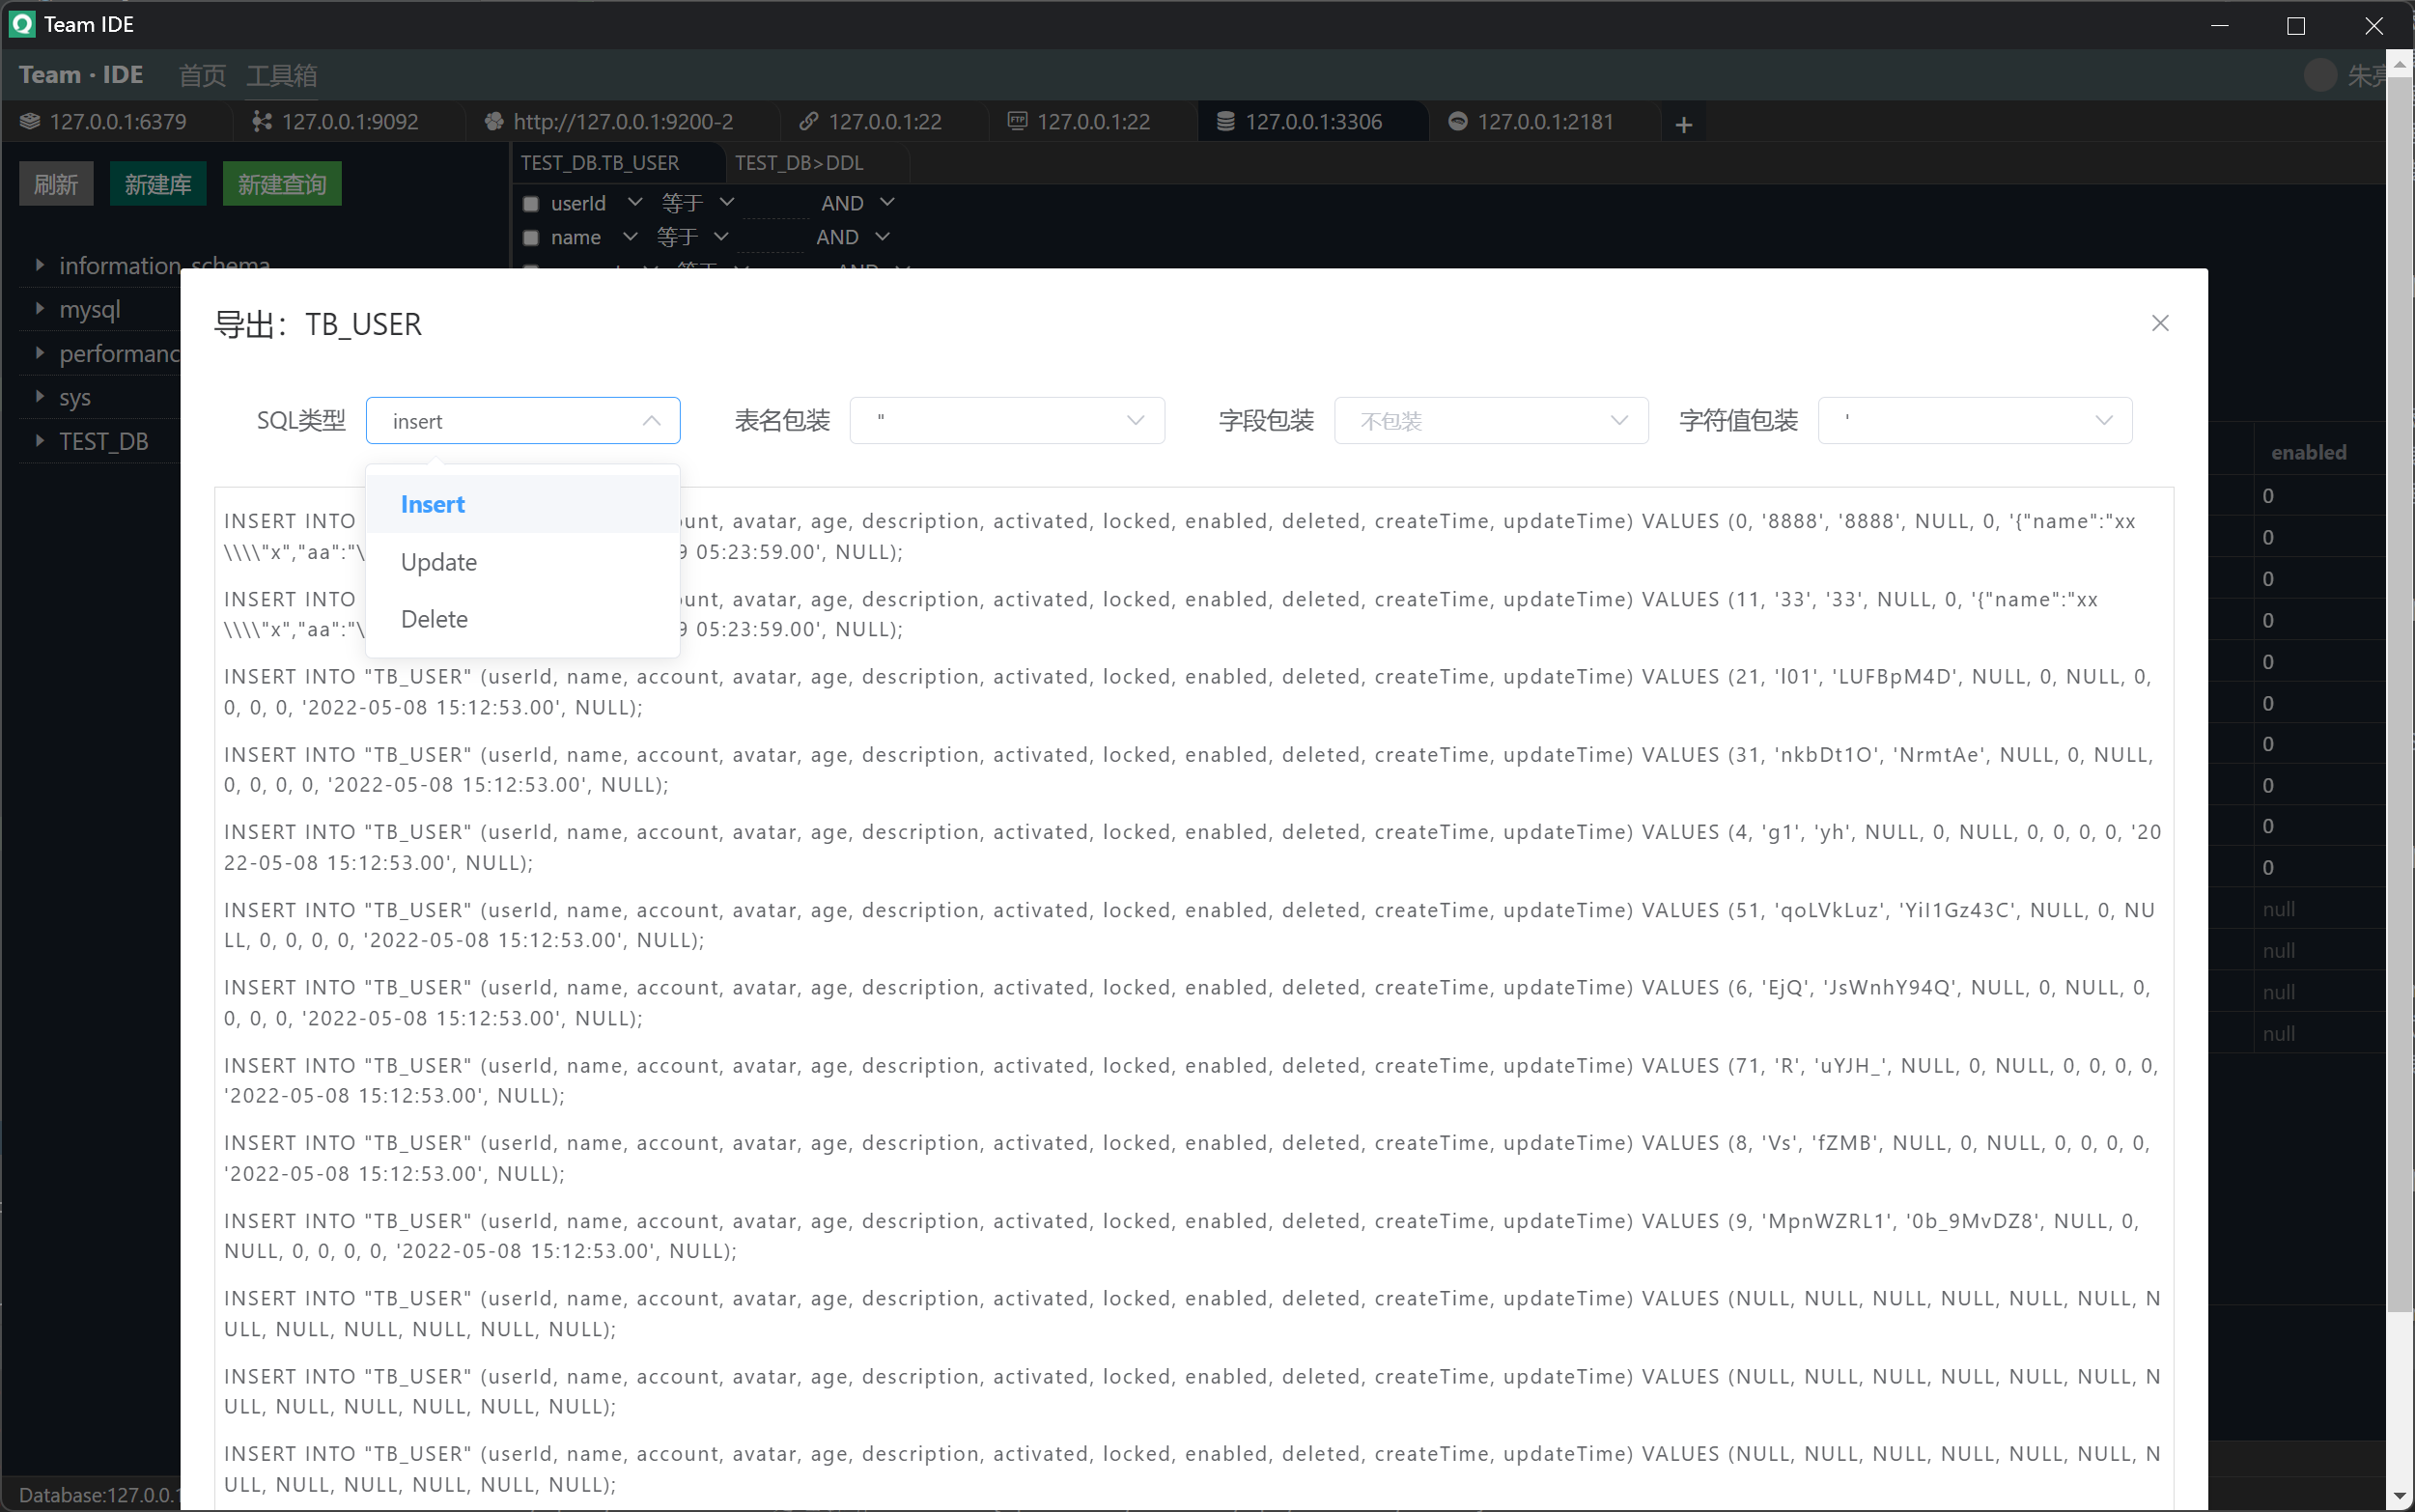 Team IDE
Team · IDE 首页 工具箱
127.0.0.1:6379 127.0.0.1:9092 http://127.0.0.1:9200-2 127.0.0.1:22 127.0.0.1:22 127.0.0.1:3306 127.0.0.1:2181 +
刷新 新建库 新建查询
TEST_DB.TB_USER TEST_DB>DDL
userId 等于 AND
name 等于 AND
information_schema
mysql
sys
TEST_DB
导出：TB_USER
SQL类型 insert 表名包装 " 字段包装 不包装 字符值包装 '
Insert
Update
Delete
enabled
0
0
0
0
0
0
0
0
0
0
null
null
null
null
INSERT INTO unt, avatar, age, description, activated, locked, enabled, deleted, createTime, updateTime) VALUES (0, '8888', '8888', NULL, 0, '{"name":"xx
\\\\"x","aa":"\ 05:23:59.00', NULL);
INSERT INTO unt, avatar, age, description, activated, locked, enabled, deleted, createTime, updateTime) VALUES (11, '33', '33', NULL, 0, '{"name":"xx
\\\\"x","aa":"\ 05:23:59.00', NULL);
INSERT INTO "TB_USER" (userId, name, account, avatar, age, description, activated, locked, enabled, deleted, createTime, updateTime) VALUES (21, 'l01', 'LUFBpM4D', NULL, 0, NULL, 0,
0, 0, 0, '2022-05-08 15:12:53.00', NULL);
INSERT INTO "TB_USER" (userId, name, account, avatar, age, description, activated, locked, enabled, deleted, createTime, updateTime) VALUES (31, 'nkbDt1O', 'NrmtAe', NULL, 0, NULL,
0, 0, 0, 0, '2022-05-08 15:12:53.00', NULL);
INSERT INTO "TB_USER" (userId, name, account, avatar, age, description, activated, locked, enabled, deleted, createTime, updateTime) VALUES (4, 'g1', 'yh', NULL, 0, NULL, 0, 0, 0, 0, '20
22-05-08 15:12:53.00', NULL);
INSERT INTO "TB_USER" (userId, name, account, avatar, age, description, activated, locked, enabled, deleted, createTime, updateTime) VALUES (51, 'qoLVkLuz', 'YiI1Gz43C', NULL, 0, NU
LL, 0, 0, 0, 0, '2022-05-08 15:12:53.00', NULL);
INSERT INTO "TB_USER" (userId, name, account, avatar, age, description, activated, locked, enabled, deleted, createTime, updateTime) VALUES (6, 'EjQ', 'JsWnhY94Q', NULL, 0, NULL, 0,
0, 0, 0, '2022-05-08 15:12:53.00', NULL);
INSERT INTO "TB_USER" (userId, name, account, avatar, age, description, activated, locked, enabled, deleted, createTime, updateTime) VALUES (71, 'R', 'uYJH_', NULL, 0, NULL, 0, 0, 0, 0,
'2022-05-08 15:12:53.00', NULL);
INSERT INTO "TB_USER" (userId, name, account, avatar, age, description, activated, locked, enabled, deleted, createTime, updateTime) VALUES (8, 'Vs', 'fZMB', NULL, 0, NULL, 0, 0, 0, 0,
'2022-05-08 15:12:53.00', NULL);
INSERT INTO "TB_USER" (userId, name, account, avatar, age, description, activated, locked, enabled, deleted, createTime, updateTime) VALUES (9, 'MpnWZRL1', '0b_9MvDZ8', NULL, 0,
NULL, 0, 0, 0, 0, '2022-05-08 15:12:53.00', NULL);
INSERT INTO "TB_USER" (userId, name, account, avatar, age, description, activated, locked, enabled, deleted, createTime, updateTime) VALUES (NULL, NULL, NULL, NULL, NULL, NULL, N
ULL, NULL, NULL, NULL, NULL, NULL);
INSERT INTO "TB_USER" (userId, name, account, avatar, age, description, activated, locked, enabled, deleted, createTime, updateTime) VALUES (NULL, NULL, NULL, NULL, NULL, NULL, N
ULL, NULL, NULL, NULL, NULL, NULL);
INSERT INTO "TB_USER" (userId, name, account, avatar, age, description, activated, locked, enabled, deleted, createTime, updateTime) VALUES (NULL, NULL, NULL, NULL, NULL, NULL, N
ULL, NULL, NULL, NULL, NULL, NULL);